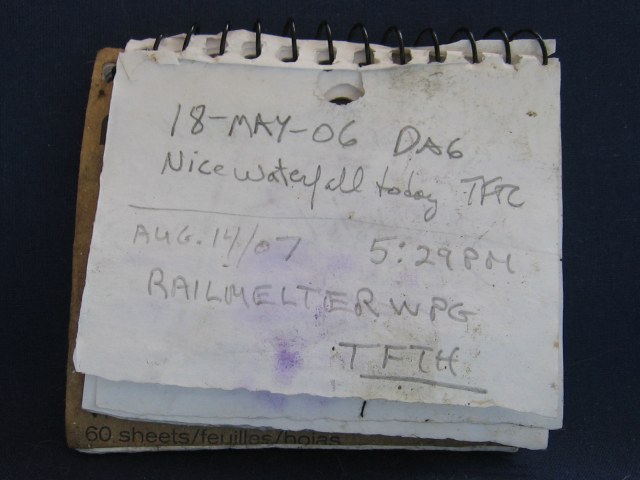 18-MAY-06 DA6
Nice waterfall today TFTC
AUG. 14/07 5:29PM
RAILMELTER WPG
TFTH
60 sheets/feuilles/hojas